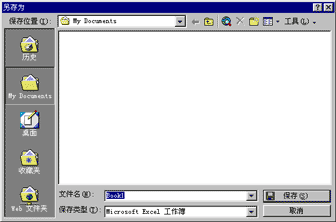 另存为
保存位置(I): My Documents 工具(L)
历史
My Documents
桌面
收藏夹
Web 文件夹
文件名(N): Book1 保存(S)
保存类型(T): Microsoft Excel 工作簿 取消